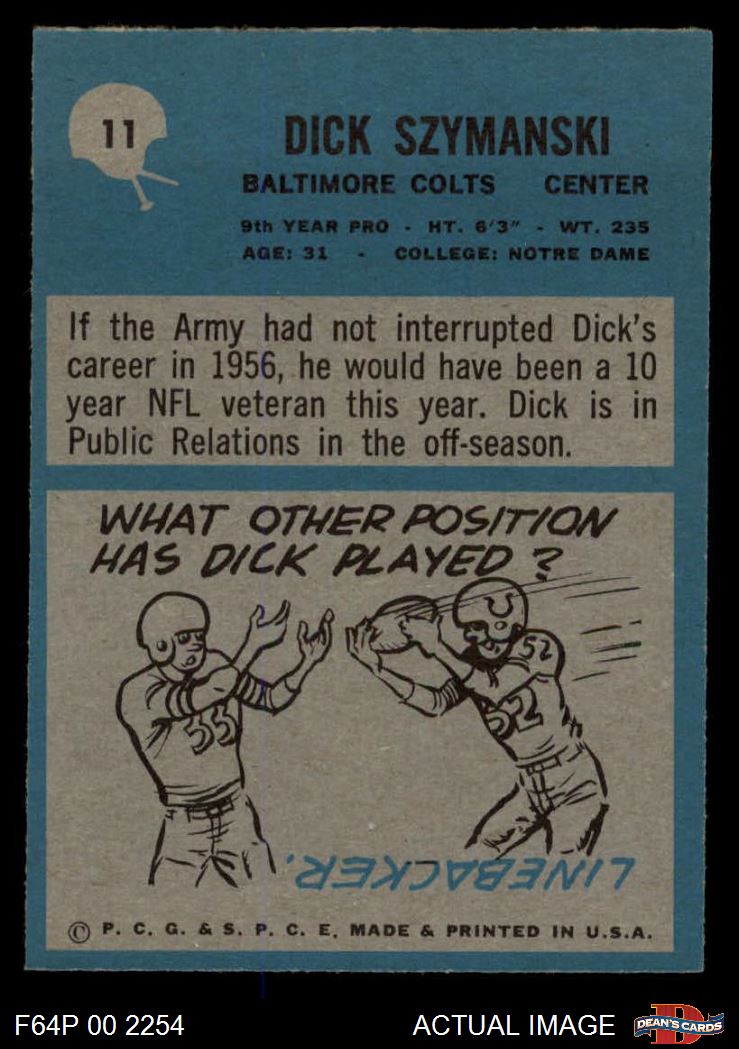 11
DICK SZYMANSKI
BALTIMORE COLTS CENTER
9th YEAR PRO - HT. 6'3" - WT. 235
AGE: 31 - COLLEGE: NOTRE DAME
If the Army had not interrupted Dick's
career in 1956, he would have been a 10
year NFL veteran this year. Dick is in
Public Relations in the off-season.
WHAT OTHER POSITION
HAS DICK PLAYED?
52
33
52
LINEBACKER.
© P. C. G. & S. P. C. E. MADE & PRINTED IN U.S.A.
F64P 00 2254 ACTUAL IMAGE D DEAN'S CARDS